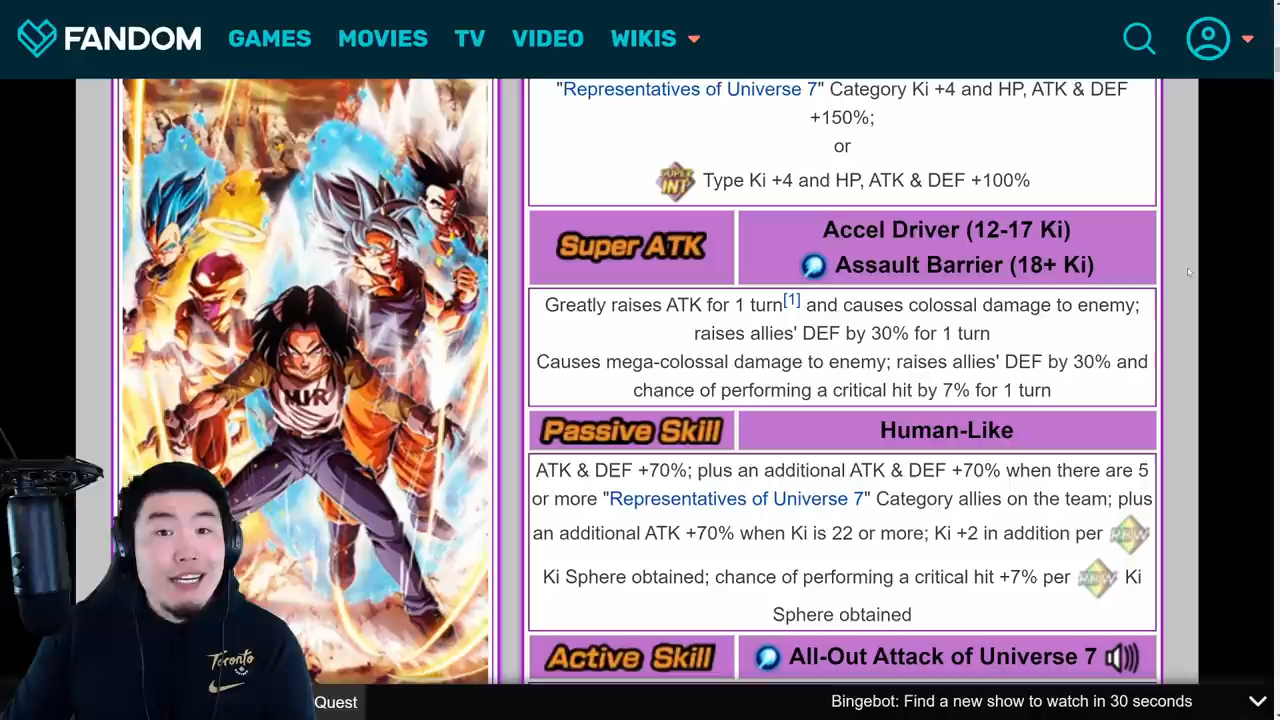 FANDOM GAMES MOVIES TV VIDEO WIKIS
"Representatives of Universe 7" Category Ki +4 and HP, ATK & DEF
+150%;
or
SUPER INT Type Ki +4 and HP, ATK & DEF +100%
Super ATK
Accel Driver (12-17 Ki)
Assault Barrier (18+ Ki)
Greatly raises ATK for 1 turn[1] and causes colossal damage to enemy;
raises allies' DEF by 30% for 1 turn
Causes mega-colossal damage to enemy; raises allies' DEF by 30% and
chance of performing a critical hit by 7% for 1 turn
Passive Skill
Human-Like
ATK & DEF +70%; plus an additional ATK & DEF +70% when there are 5
or more "Representatives of Universe 7" Category allies on the team; plus
an additional ATK +70% when Ki is 22 or more; Ki +2 in addition per RBW
Ki Sphere obtained; chance of performing a critical hit +7% per RBW Ki
Sphere obtained
Active Skill
All-Out Attack of Universe 7
MIR
Toronto
Quest
Bingebot: Find a new show to watch in 30 seconds